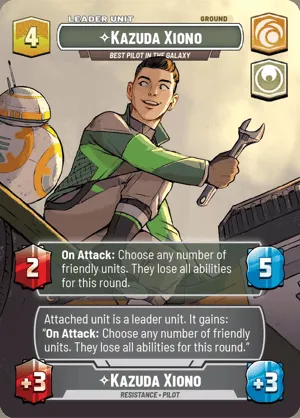 LEADER UNIT
GROUND
4
✧KAZUDA XIONO
BEST PILOT IN THE GALAXY
2
On Attack: Choose any number of
friendly units. They lose all abilities
for this round.
5
Attached unit is a leader unit. It gains:
"On Attack: Choose any number of friendly
units. They lose all abilities for this round."
+3
✧KAZUDA XIONO
RESISTANCE • PILOT
+3